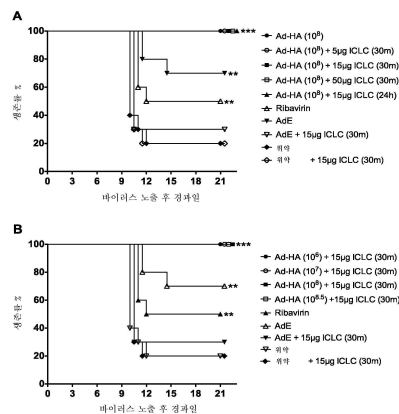 A
생존률 %
100
80
60
40
20
0
0 3 6 9 12 15 18 21
바이러스 노출 후 경과일
***
**
**
Ad-HA (10⁸)
Ad-HA (10⁸) + 5µg ICLC (30m)
Ad-HA (10⁸) + 15µg ICLC (30m)
Ad-HA (10⁸) + 50µg ICLC (30m)
Ad-HA (10⁸) + 15µg ICLC (24h)
Ribavirin
AdE
AdE + 15µg ICLC (30m)
위약
위약 + 15µg ICLC (30m)
B
생존률 %
100
80
60
40
20
0
0 3 6 9 12 15 18 21
바이러스 노출 후 경과일
***
**
**
Ad-HA (10⁶) + 15µg ICLC (30m)
Ad-HA (10⁷) + 15µg ICLC (30m)
Ad-HA (10⁸) + 15µg ICLC (30m)
Ad-HA (10⁸·⁵) +15µg ICLC (30m)
Ribavirin
AdE
AdE + 15µg ICLC (30m)
위약
위약 + 15µg ICLC (30m)